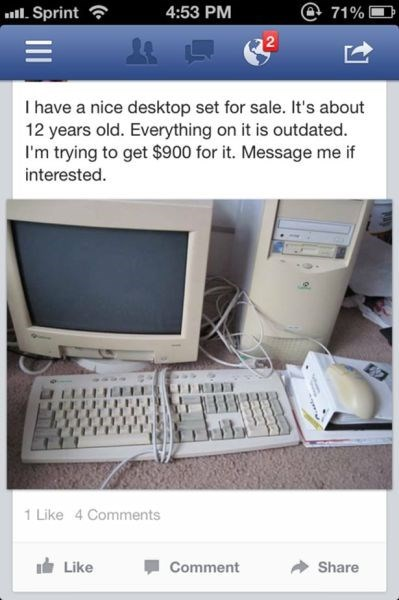 Sprint 4:53 PM 71%
2
I have a nice desktop set for sale. It's about
12 years old. Everything on it is outdated.
I'm trying to get $900 for it. Message me if
interested.
1 Like 4 Comments
Like Comment Share